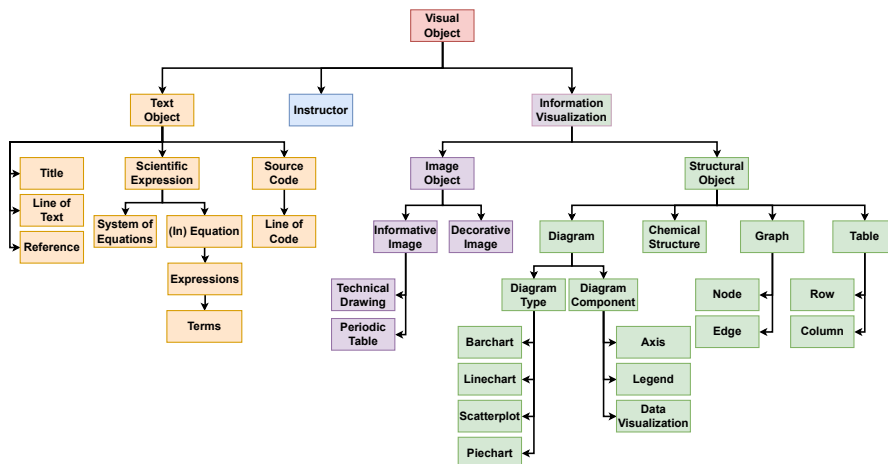 Visual
Object
Text
Object
Instructor
Information
Visualization
Title
Line of
Text
Reference
Scientific
Expression
Source
Code
System of
Equations
(In) Equation
Line of
Code
Expressions
Terms
Image
Object
Structural
Object
Informative
Image
Decorative
Image
Technical
Drawing
Periodic
Table
Diagram
Chemical
Structure
Graph
Table
Diagram
Type
Diagram
Component
Node
Edge
Row
Column
Barchart
Linechart
Scatterplot
Piechart
Axis
Legend
Data
Visualization